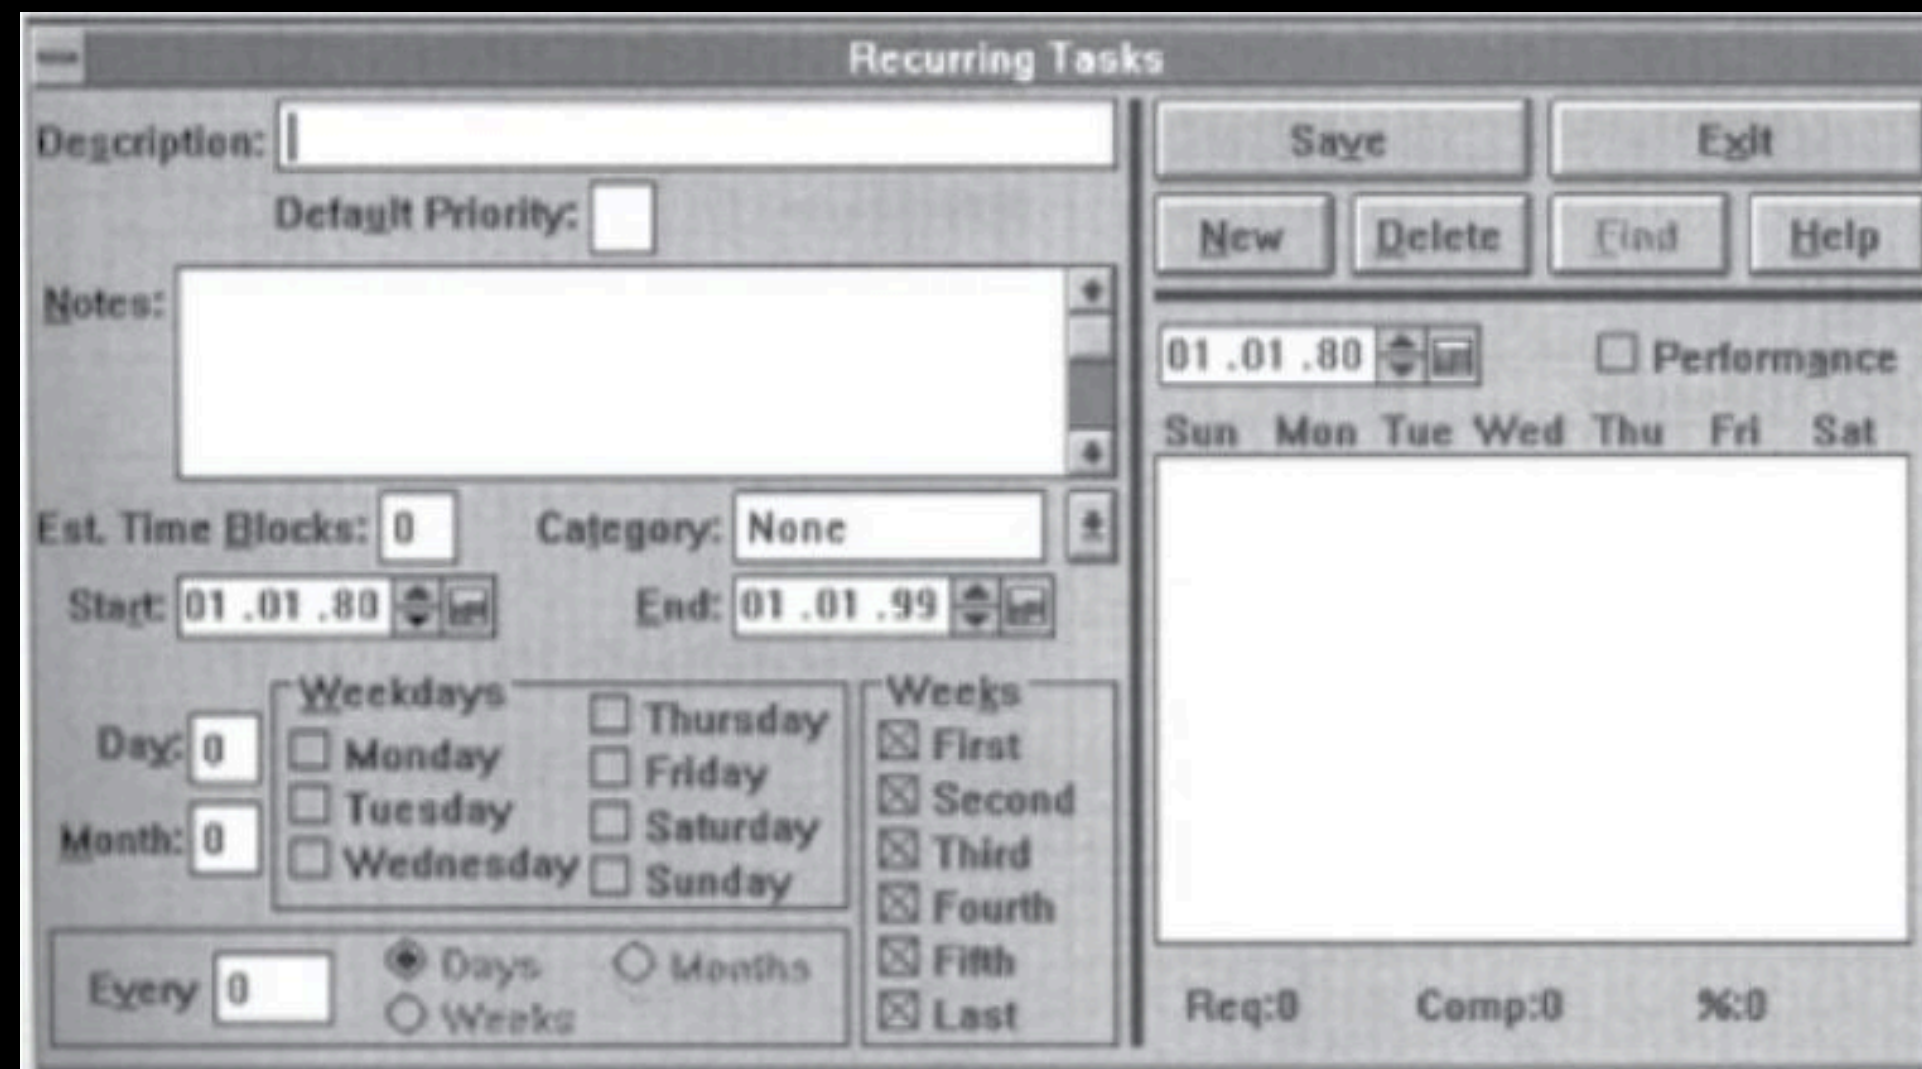 Recurring Tasks
Description:
Default Priority:
Notes:
Est. Time Blocks: 0 Category: None
Start: 01 .01 .80 End: 01 .01 .99
Day: 0
Month: 0
Weekdays
Monday
Tuesday
Wednesday
Thursday
Friday
Saturday
Sunday
Weeks
First
Second
Third
Fourth
Fifth
Last
Every 0 Days Months
Weeks
Save Exit
New Delete Find Help
01 .01 .80 Performance
Sun Mon Tue Wed Thu Fri Sat
Req:0 Comp:0 %:0